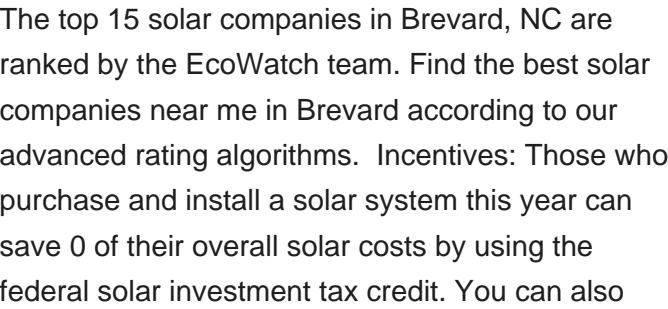 The top 15 solar companies in Brevard, NC are
ranked by the EcoWatch team. Find the best solar
companies near me in Brevard according to our
advanced rating algorithms.  Incentives: Those who
purchase and install a solar system this year can
save 0 of their overall solar costs by using the
federal solar investment tax credit. You can also